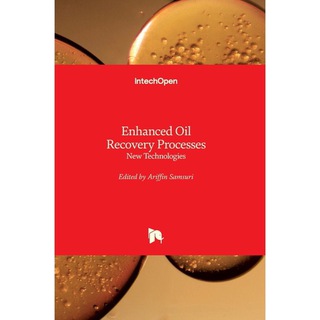 IntechOpen
Enhanced Oil
Recovery Processes
New Technologies
Edited by Ariffin Samsuri